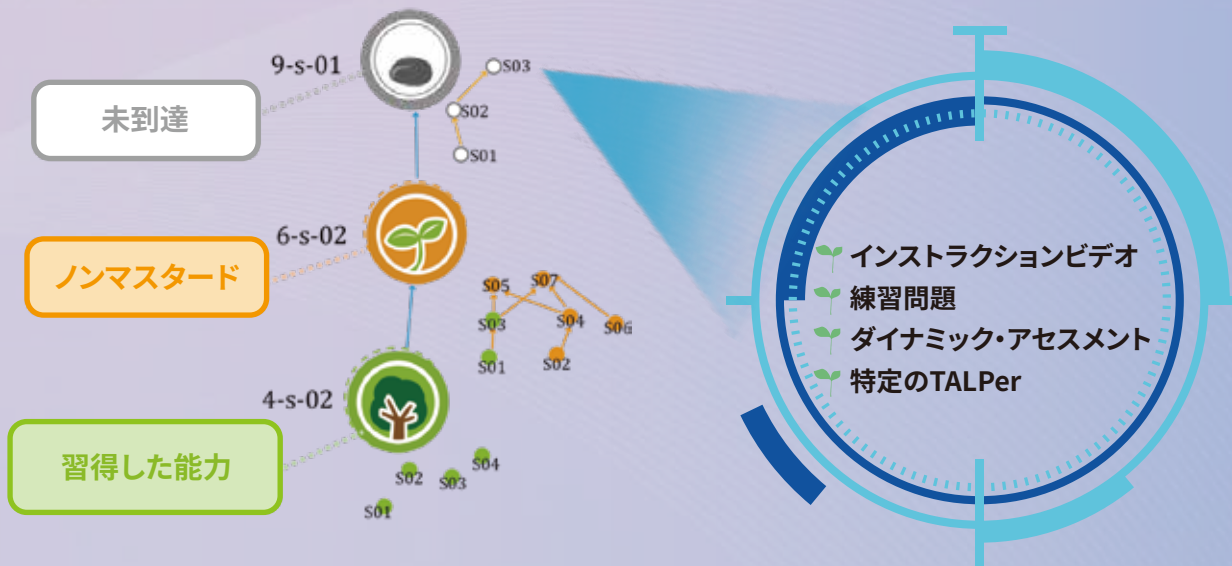 9-s-01
未到達
S03
S02
S01
6-s-02
ノンマスタード
S05
S07
S03
S04
S06
S01
S02
4-s-02
習得した能力
S04
S02
S03
S01
インストラクションビデオ
練習問題
ダイナミック・アセスメント
特定のTALPer